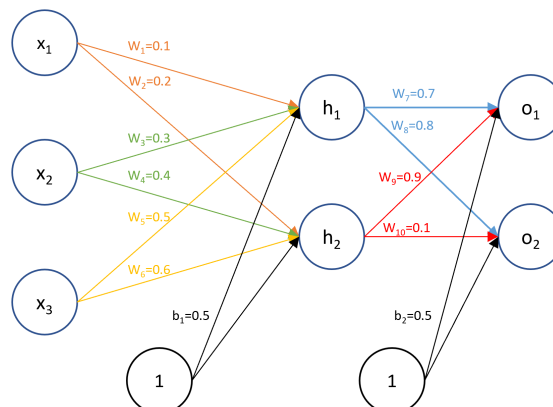 x₁
W₁=0.1
W₂=0.2
h₁
W₇=0.7
W₈=0.8
o₁
x₂
W₃=0.3
W₄=0.4
W₉=0.9
W₅=0.5
h₂
W₁₀=0.1
o₂
W₆=0.6
x₃
b₁=0.5
b₂=0.5
1
1